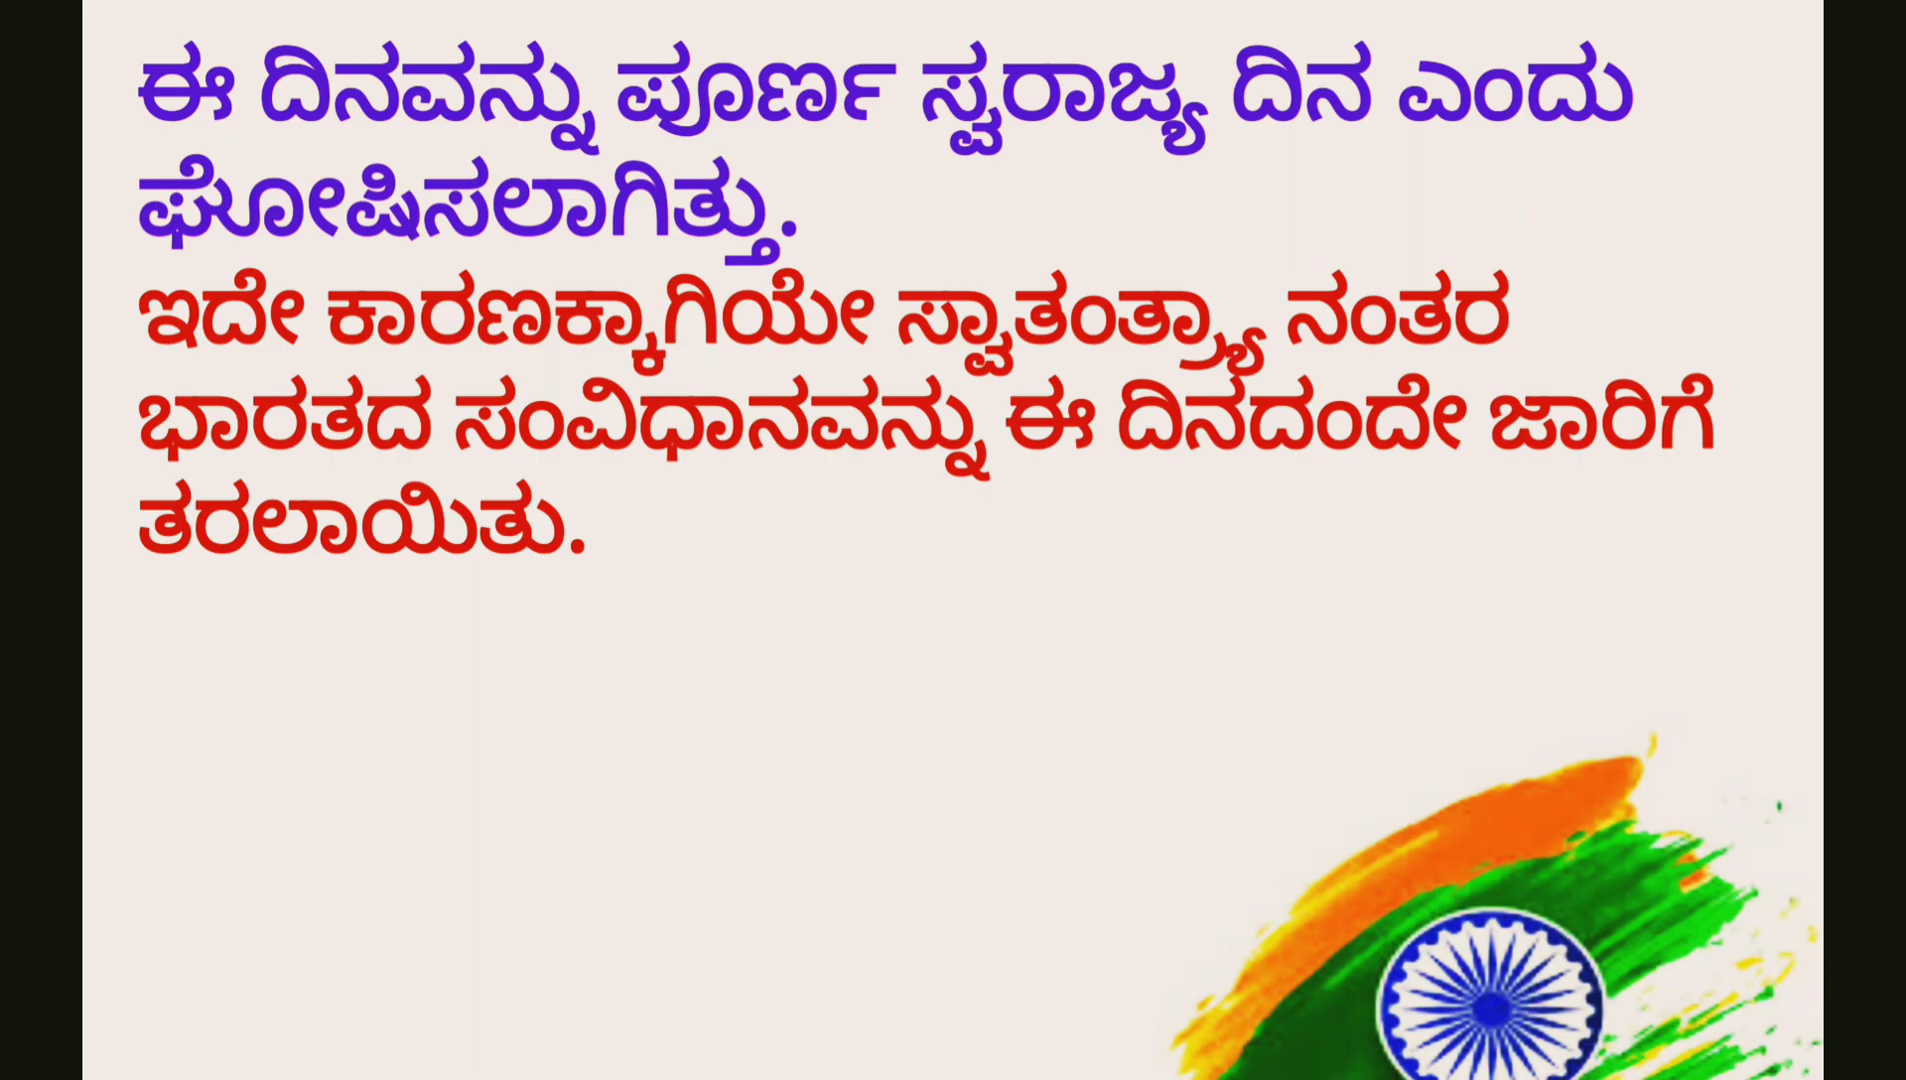 ಈ ದಿನವನ್ನು ಪೂರ್ಣ ಸ್ವರಾಜ್ಯ ದಿನ ಎಂದು
ಘೋಷಿಸಲಾಗಿತ್ತು.
ಇದೇ ಕಾರಣಕ್ಕಾಗಿಯೇ ಸ್ವಾತಂತ್ರ್ಯಾ ನಂತರ
ಭಾರತದ ಸಂವಿಧಾನವನ್ನು ಈ ದಿನದಂದೇ ಜಾರಿಗೆ
ತರಲಾಯಿತು.